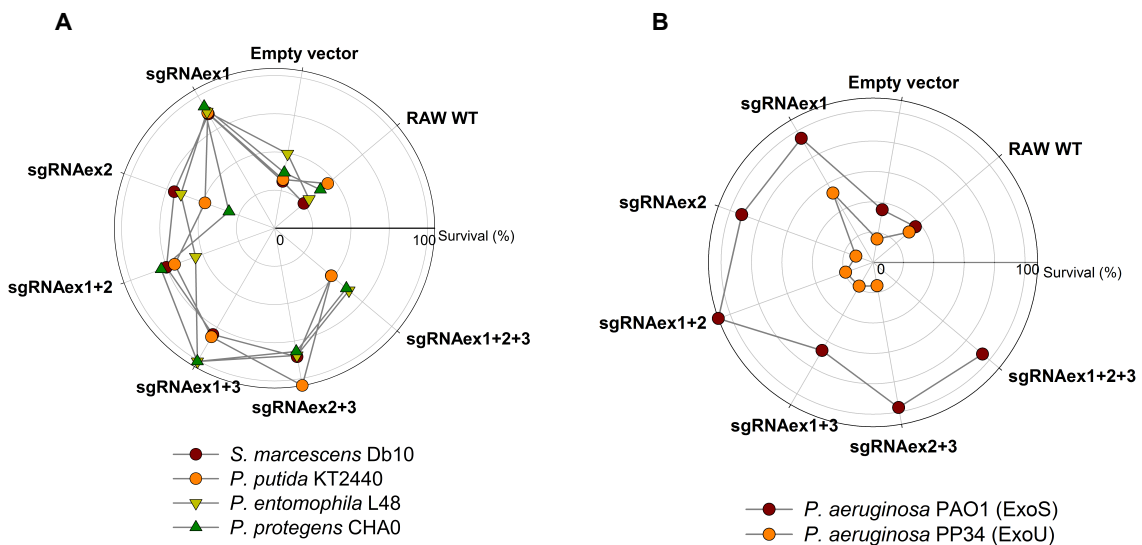 A
Empty vector
sgRNAex1
RAW WT
sgRNAex2
0
100
Survival (%)
sgRNAex1+2
sgRNAex1+2+3
sgRNAex1+3
sgRNAex2+3
S. marcescens Db10
P. putida KT2440
P. entomophila L48
P. protegens CHA0
B
Empty vector
sgRNAex1
RAW WT
sgRNAex2
0
100
Survival (%)
sgRNAex1+2
sgRNAex1+2+3
sgRNAex1+3
sgRNAex2+3
P. aeruginosa PAO1 (ExoS)
P. aeruginosa PP34 (ExoU)